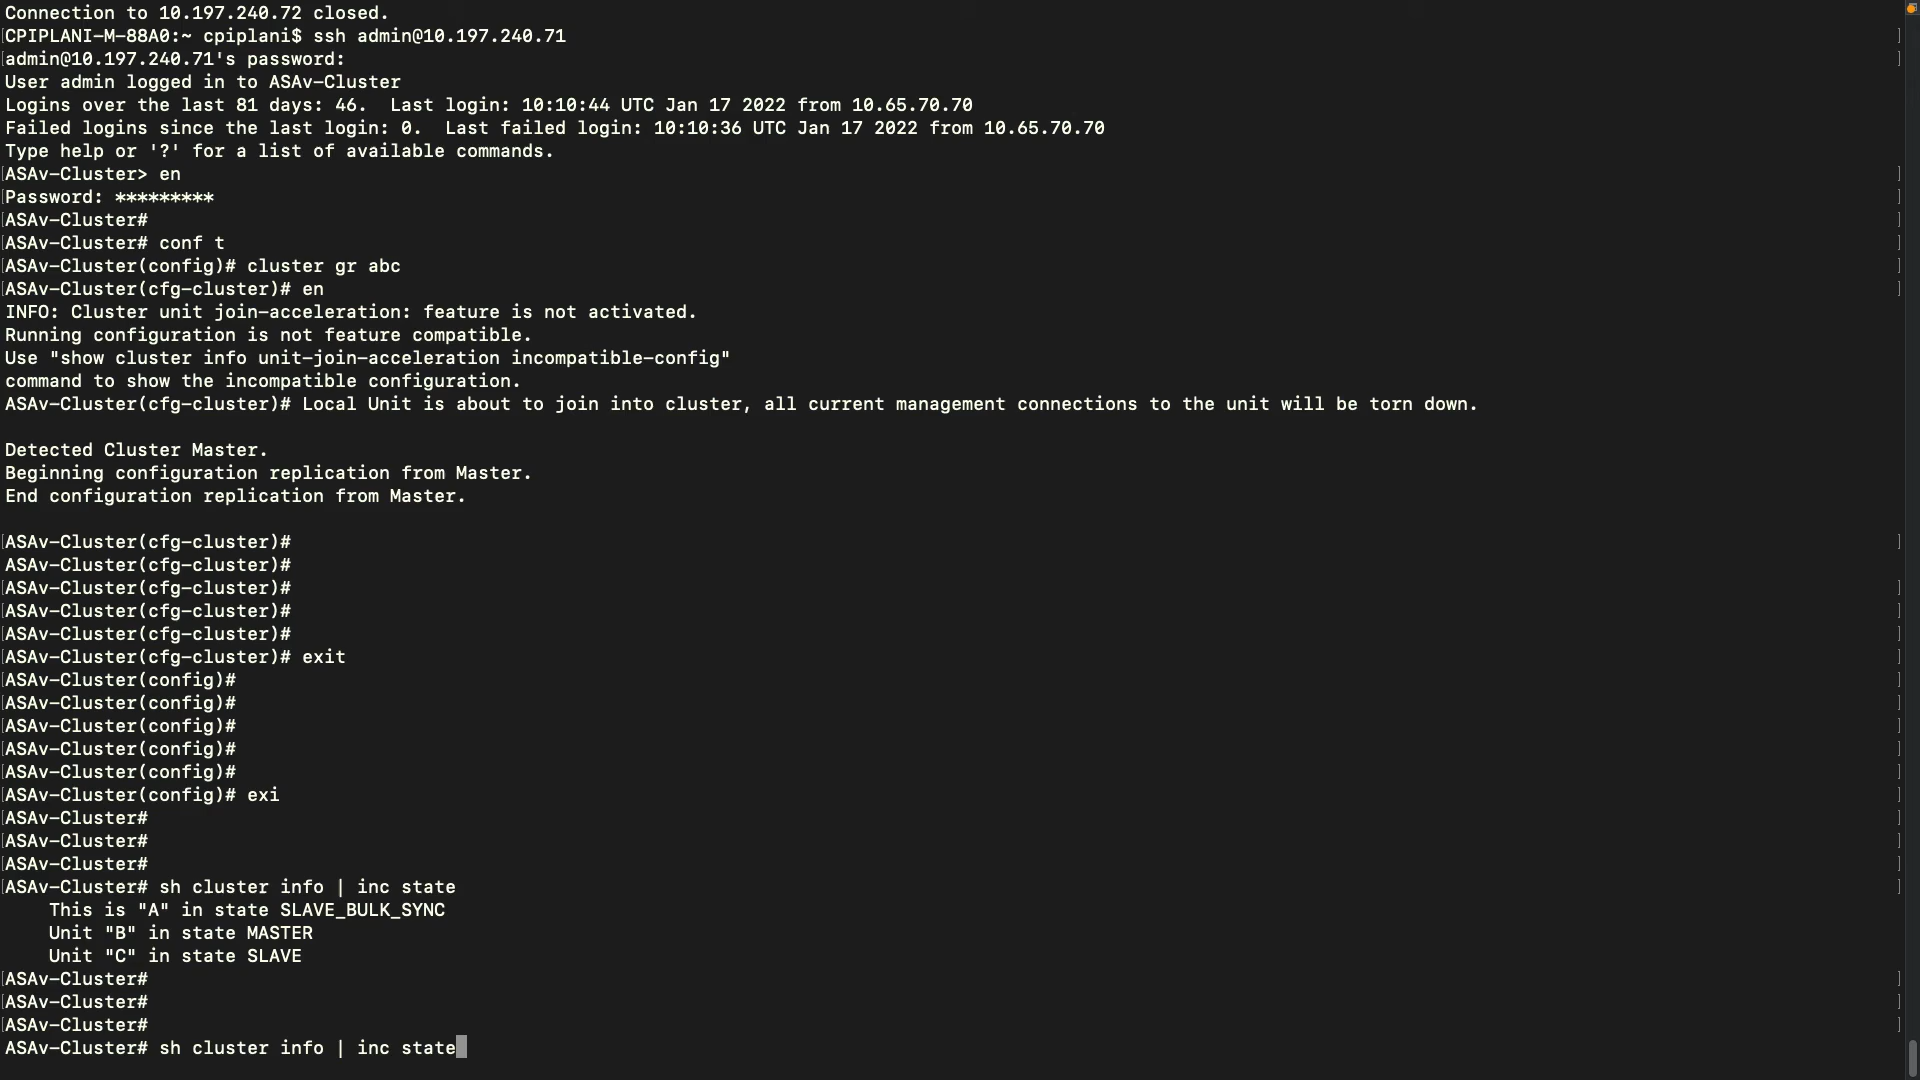 Connection to 10.197.240.72 closed.
[CPIPLANI-M-88A0:~ cpiplani$ ssh admin@10.197.240.71 ]
[admin@10.197.240.71's password: ]
User admin logged in to ASAv-Cluster
Logins over the last 81 days: 46.  Last login: 10:10:44 UTC Jan 17 2022 from 10.65.70.70
Failed logins since the last login: 0.  Last failed login: 10:10:36 UTC Jan 17 2022 from 10.65.70.70
Type help or '?' for a list of available commands.
[ASAv-Cluster> en ]
[Password: ********* ]
[ASAv-Cluster# ]
[ASAv-Cluster# conf t ]
[ASAv-Cluster(config)# cluster gr abc ]
[ASAv-Cluster(cfg-cluster)# en ]
INFO: Cluster unit join-acceleration: feature is not activated.
Running configuration is not feature compatible.
Use "show cluster info unit-join-acceleration incompatible-config"
command to show the incompatible configuration.
ASAv-Cluster(cfg-cluster)# Local Unit is about to join into cluster, all current management connections to the unit will be torn down.
Detected Cluster Master.
Beginning configuration replication from Master.
End configuration replication from Master.
[ASAv-Cluster(cfg-cluster)# ]
ASAv-Cluster(cfg-cluster)#
[ASAv-Cluster(cfg-cluster)# ]
[ASAv-Cluster(cfg-cluster)# ]
[ASAv-Cluster(cfg-cluster)# ]
[ASAv-Cluster(cfg-cluster)# exit ]
[ASAv-Cluster(config)# ]
[ASAv-Cluster(config)# ]
[ASAv-Cluster(config)# ]
[ASAv-Cluster(config)# ]
[ASAv-Cluster(config)# ]
[ASAv-Cluster(config)# exi ]
[ASAv-Cluster# ]
[ASAv-Cluster# ]
[ASAv-Cluster# ]
[ASAv-Cluster# sh cluster info | inc state ]
    This is "A" in state SLAVE_BULK_SYNC
    Unit "B" in state MASTER
    Unit "C" in state SLAVE
[ASAv-Cluster# ]
[ASAv-Cluster# ]
[ASAv-Cluster# ]
ASAv-Cluster# sh cluster info | inc state